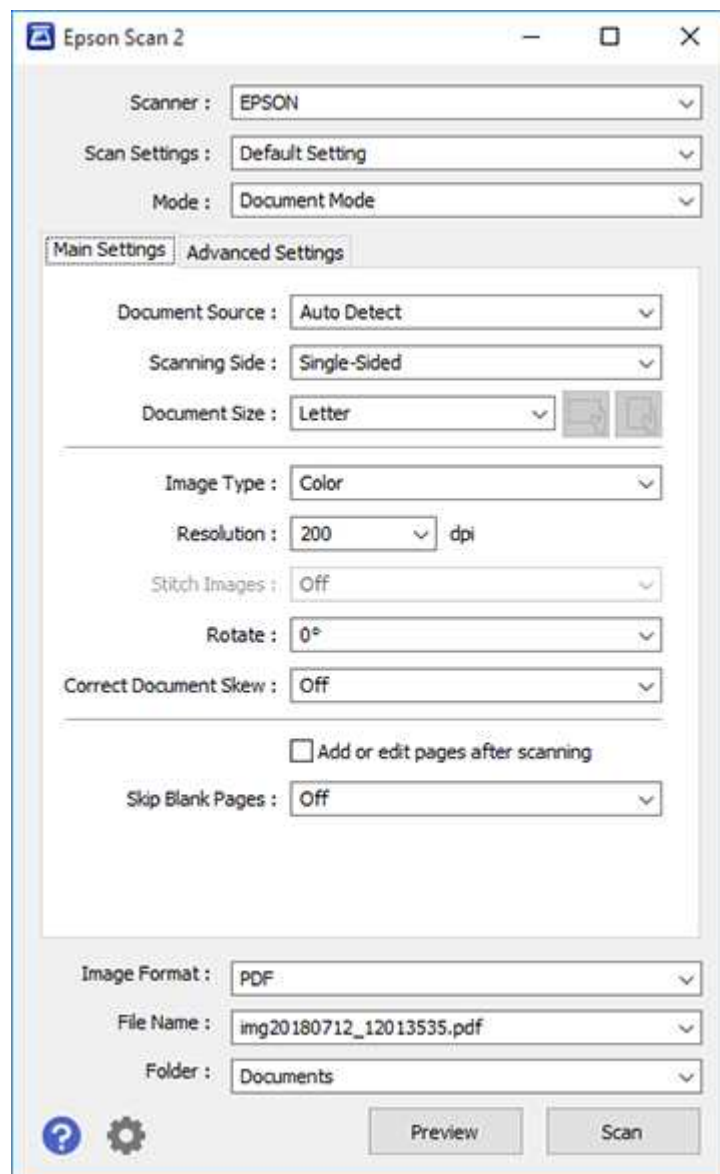 Epson Scan 2
Scanner : EPSON
Scan Settings : Default Setting
Mode : Document Mode
Main Settings Advanced Settings
Document Source : Auto Detect
Scanning Side : Single-Sided
Document Size : Letter
Image Type : Color
Resolution : 200 dpi
Stitch Images : Off
Rotate : 0°
Correct Document Skew : Off
Add or edit pages after scanning
Skip Blank Pages : Off
Image Format : PDF
File Name : img20180712_12013535.pdf
Folder : Documents
? Preview Scan